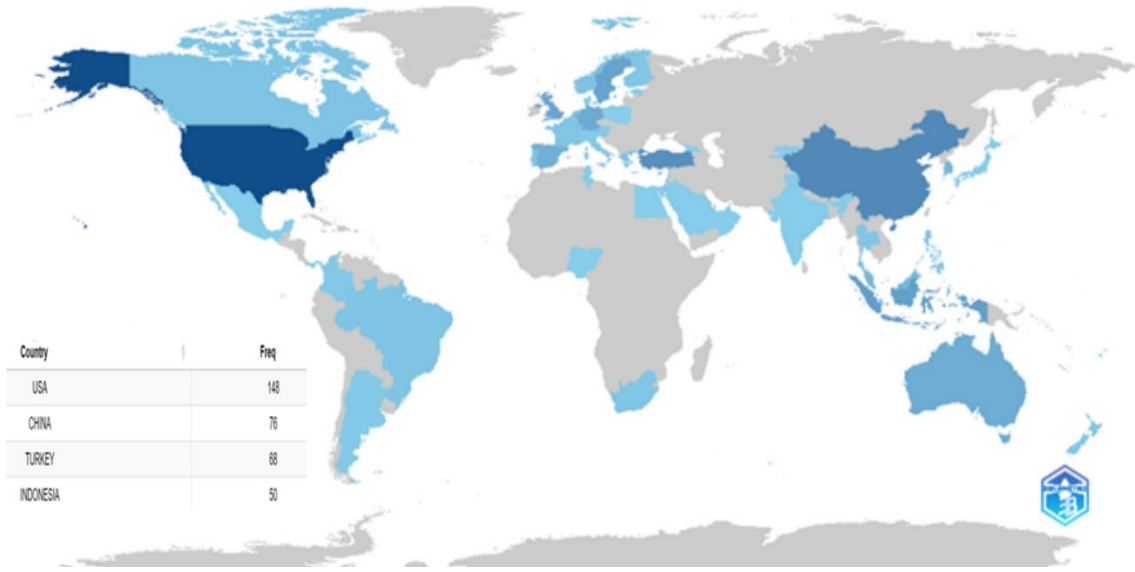 Country Freq
USA 148
CHINA 76
TURKEY 68
INDONESIA 50